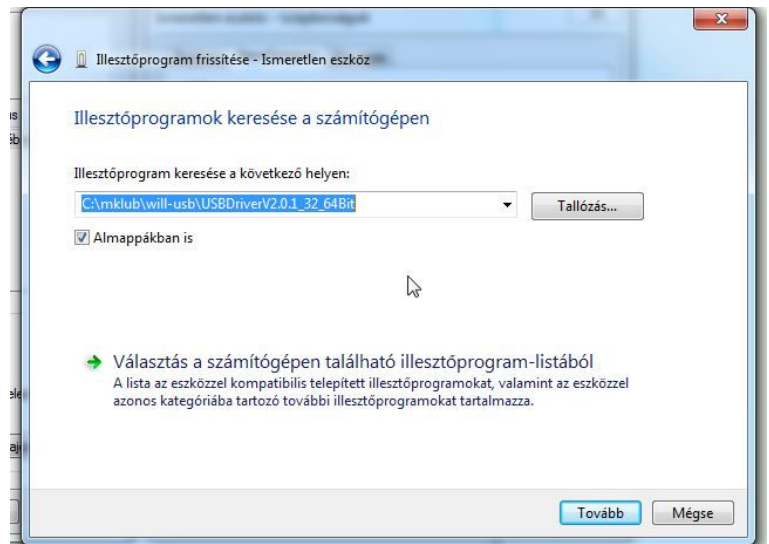 Illesztőprogram frissítése - Ismeretlen eszköz
Illesztőprogramok keresése a számítógépen
Illesztőprogram keresése a következő helyen:
C:\mklub\will-usb\USBDriverV2.0.1_32_64Bit
Tallózás...
Almappákban is
Választás a számítógépen található illesztőprogram-listából
A lista az eszközzel kompatibilis telepített illesztőprogramokat, valamint az eszközzel
azonos kategóriába tartozó további illesztőprogramokat tartalmazza.
Tovább
Mégse